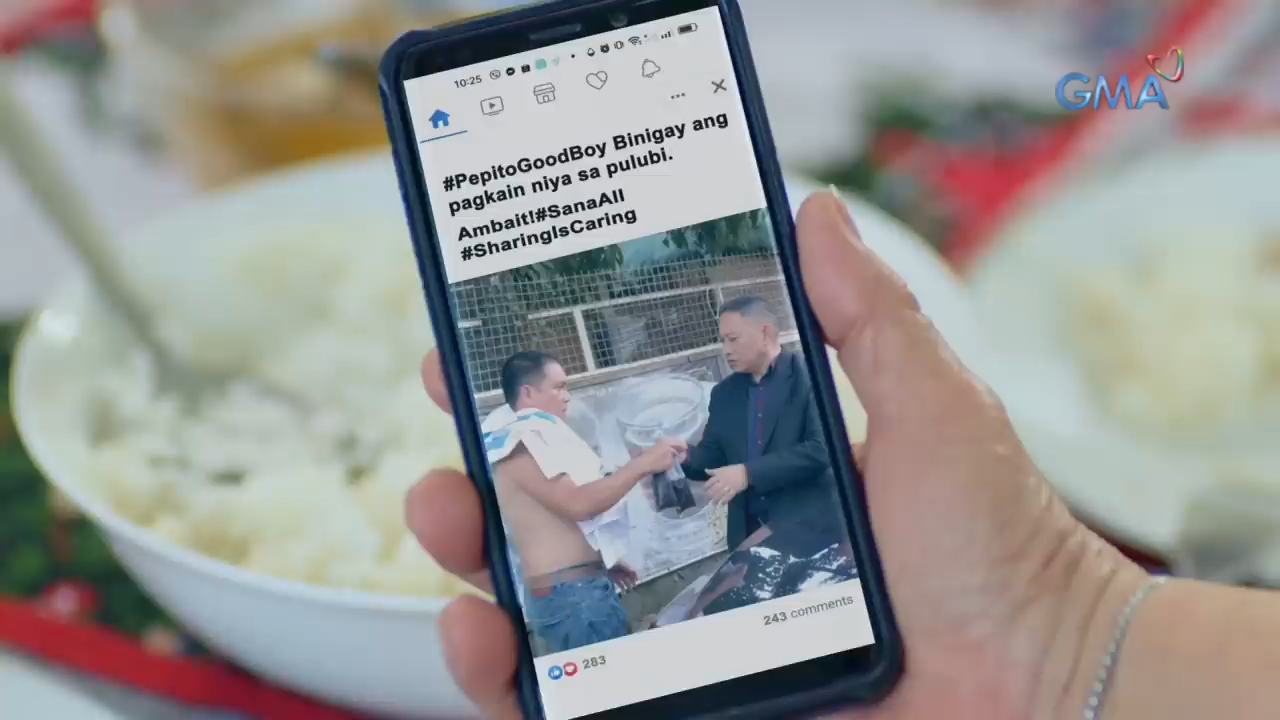 GMA
10:25
#PepitoGoodBoy Binigay ang
pagkain niya sa pulubi.
Ambait!#SanaAll
#SharingIsCaring
243 comments
283